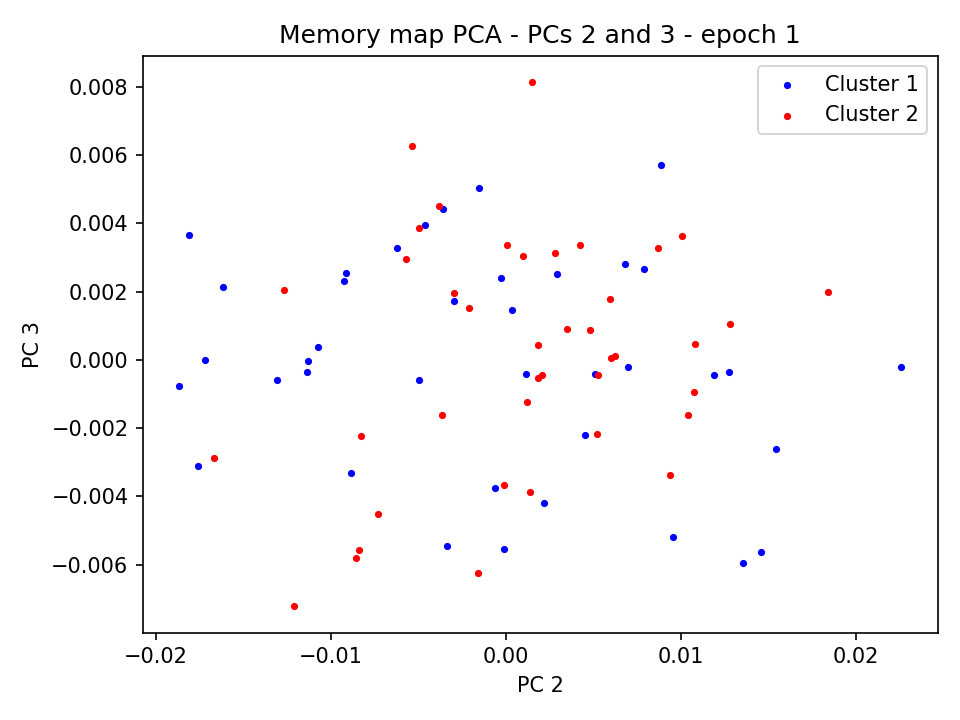 Memory map PCA - PCs 2 and 3 - epoch 1
Cluster 1
Cluster 2
PC 3
0.008
0.006
0.004
0.002
0.000
−0.002
−0.004
−0.006
−0.02
−0.01
0.00
0.01
0.02
PC 2